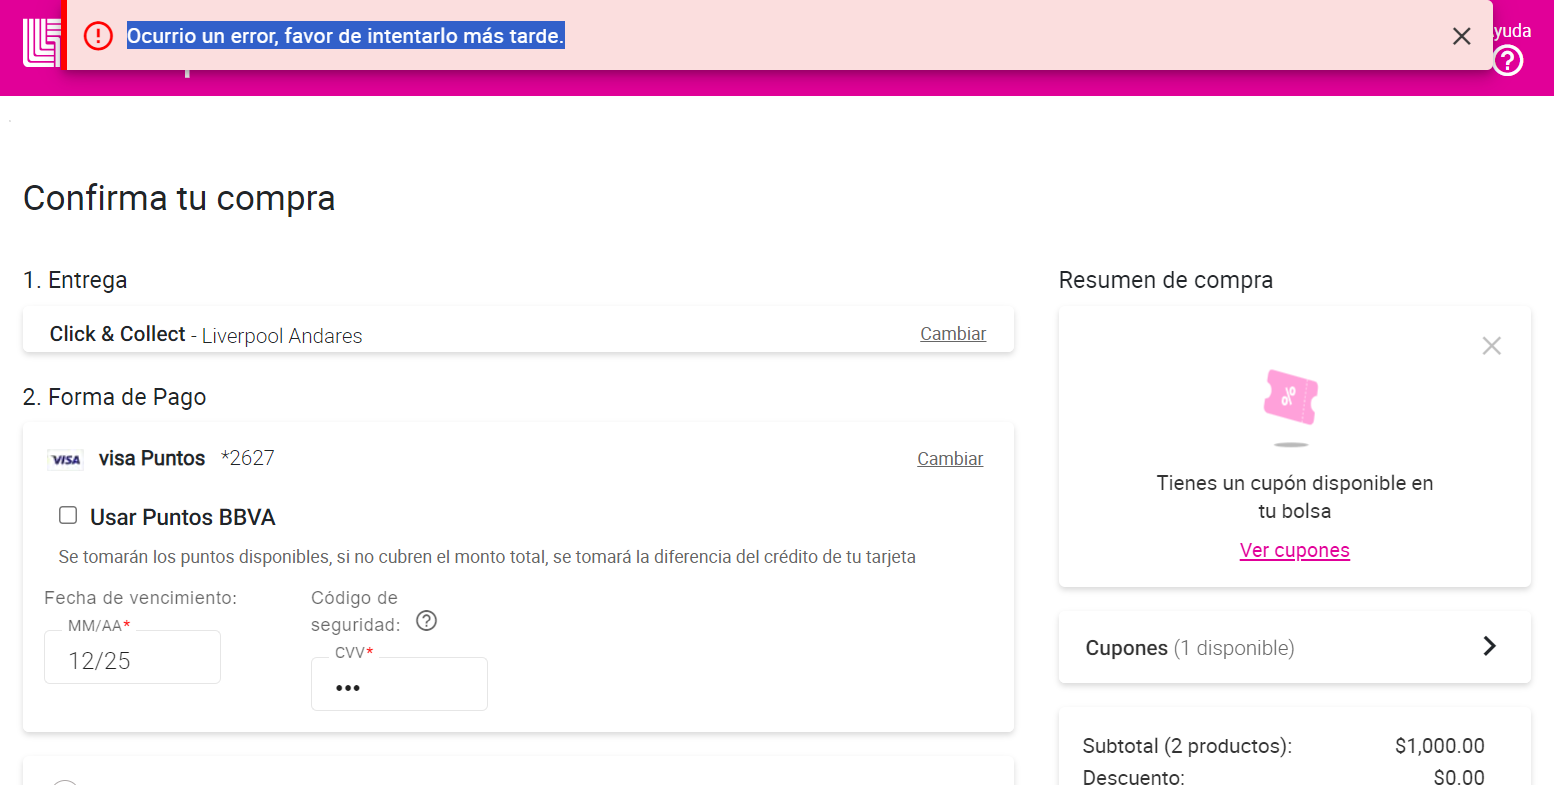 Ocurrio un error, favor de intentarlo más tarde.
yuda
Confirma tu compra
1. Entrega
Click & Collect - Liverpool Andares
Cambiar
2. Forma de Pago
VISA visa Puntos *2627
Cambiar
Usar Puntos BBVA
Se tomarán los puntos disponibles, si no cubren el monto total, se tomará la diferencia del crédito de tu tarjeta
Fecha de vencimiento:
MM/AA*
12/25
Código de
seguridad:
CVV*
•••
Resumen de compra
%
Tienes un cupón disponible en
tu bolsa
Ver cupones
Cupones (1 disponible)
Subtotal (2 productos): $1,000.00
Descuento: $0.00